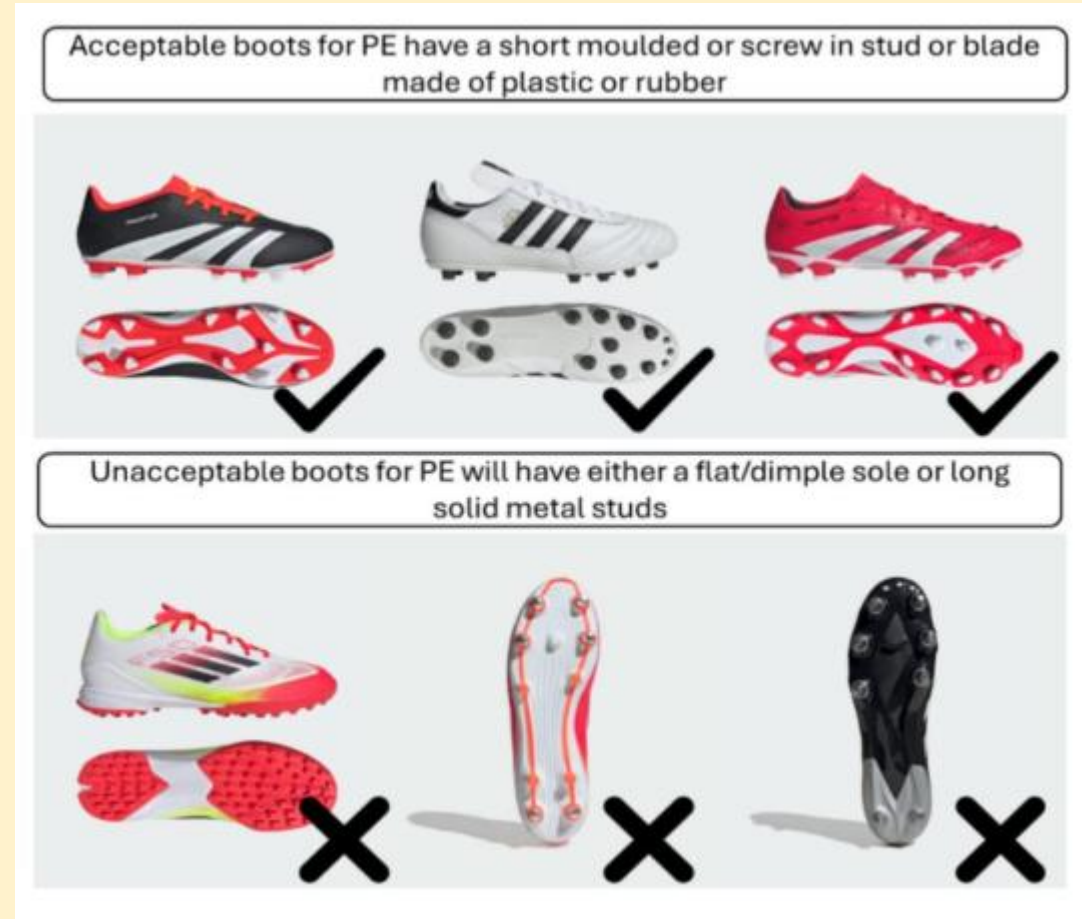 Acceptable boots for PE have a short moulded or screw in stud or blade
made of plastic or rubber
Unacceptable boots for PE will have either a flat/dimple sole or long
solid metal studs